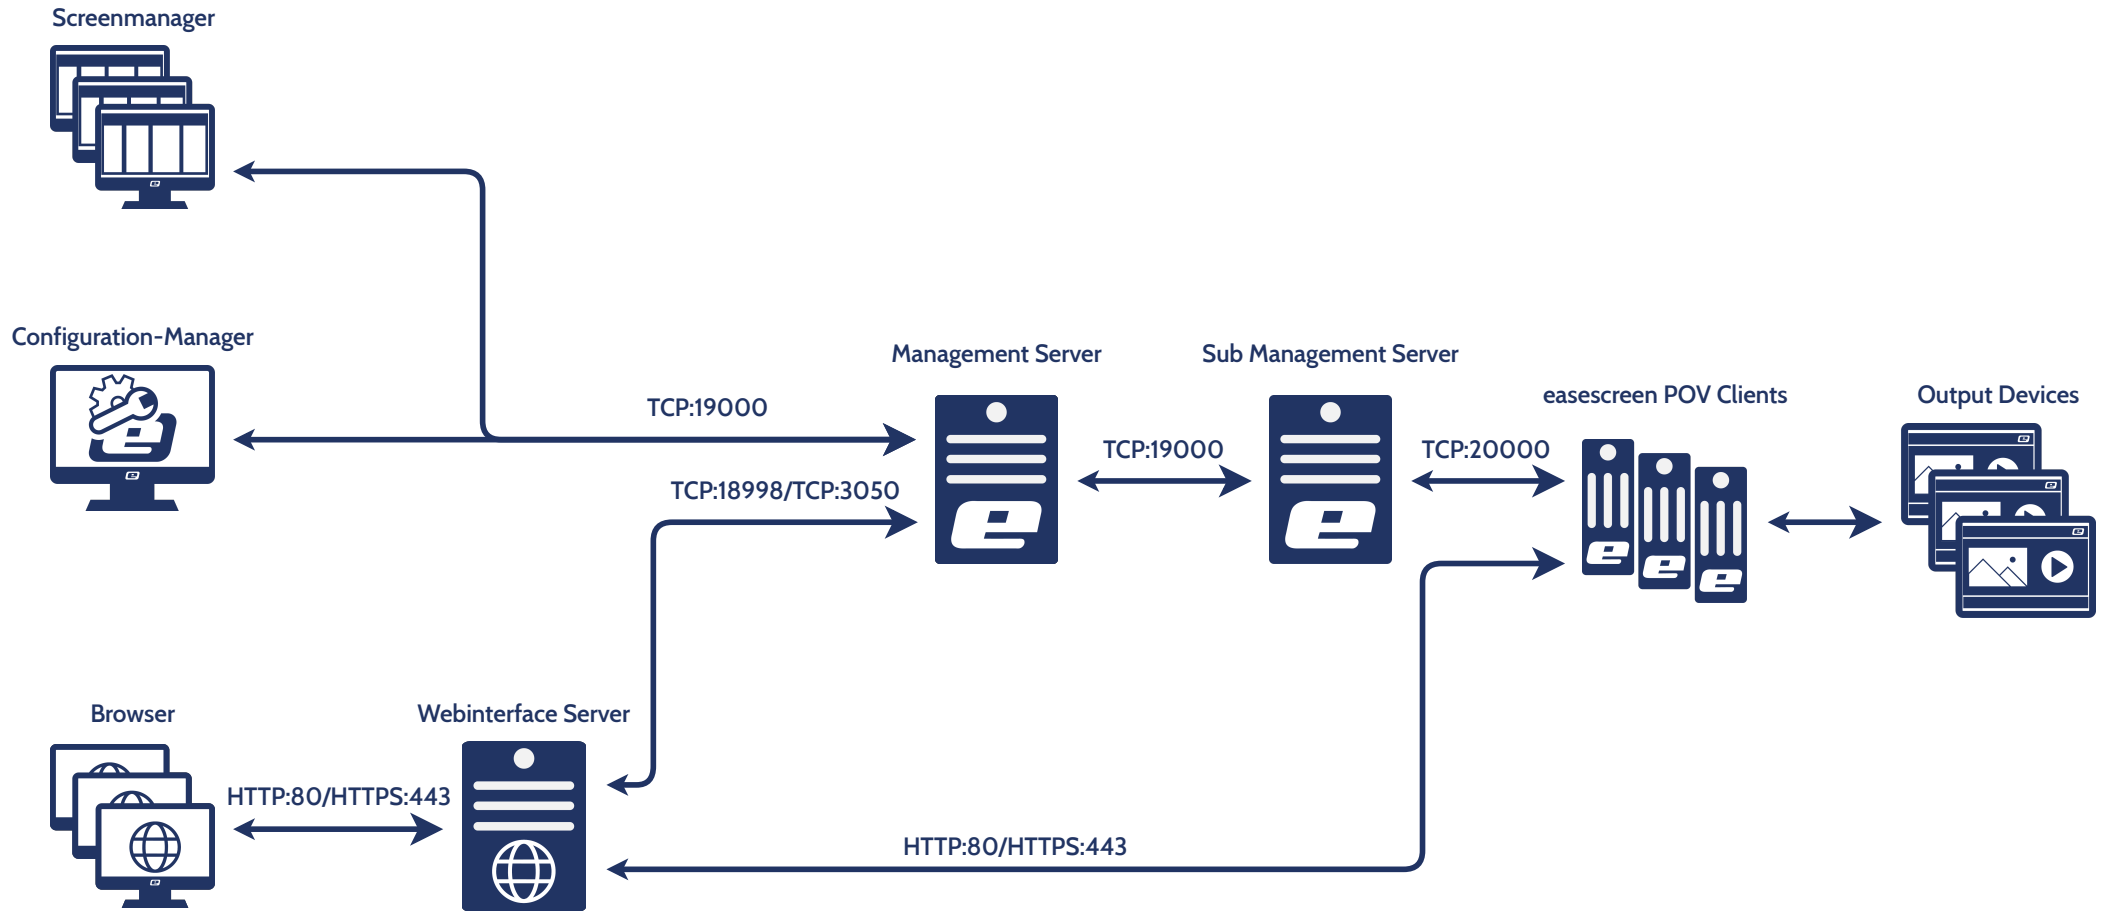 Screenmanager
Configuration-Manager
Management Server
Sub Management Server
easescreen POV Clients
Output Devices
TCP:19000
TCP:19000
TCP:20000
TCP:18998/TCP:3050
Browser
Webinterface Server
HTTP:80/HTTPS:443
HTTP:80/HTTPS:443